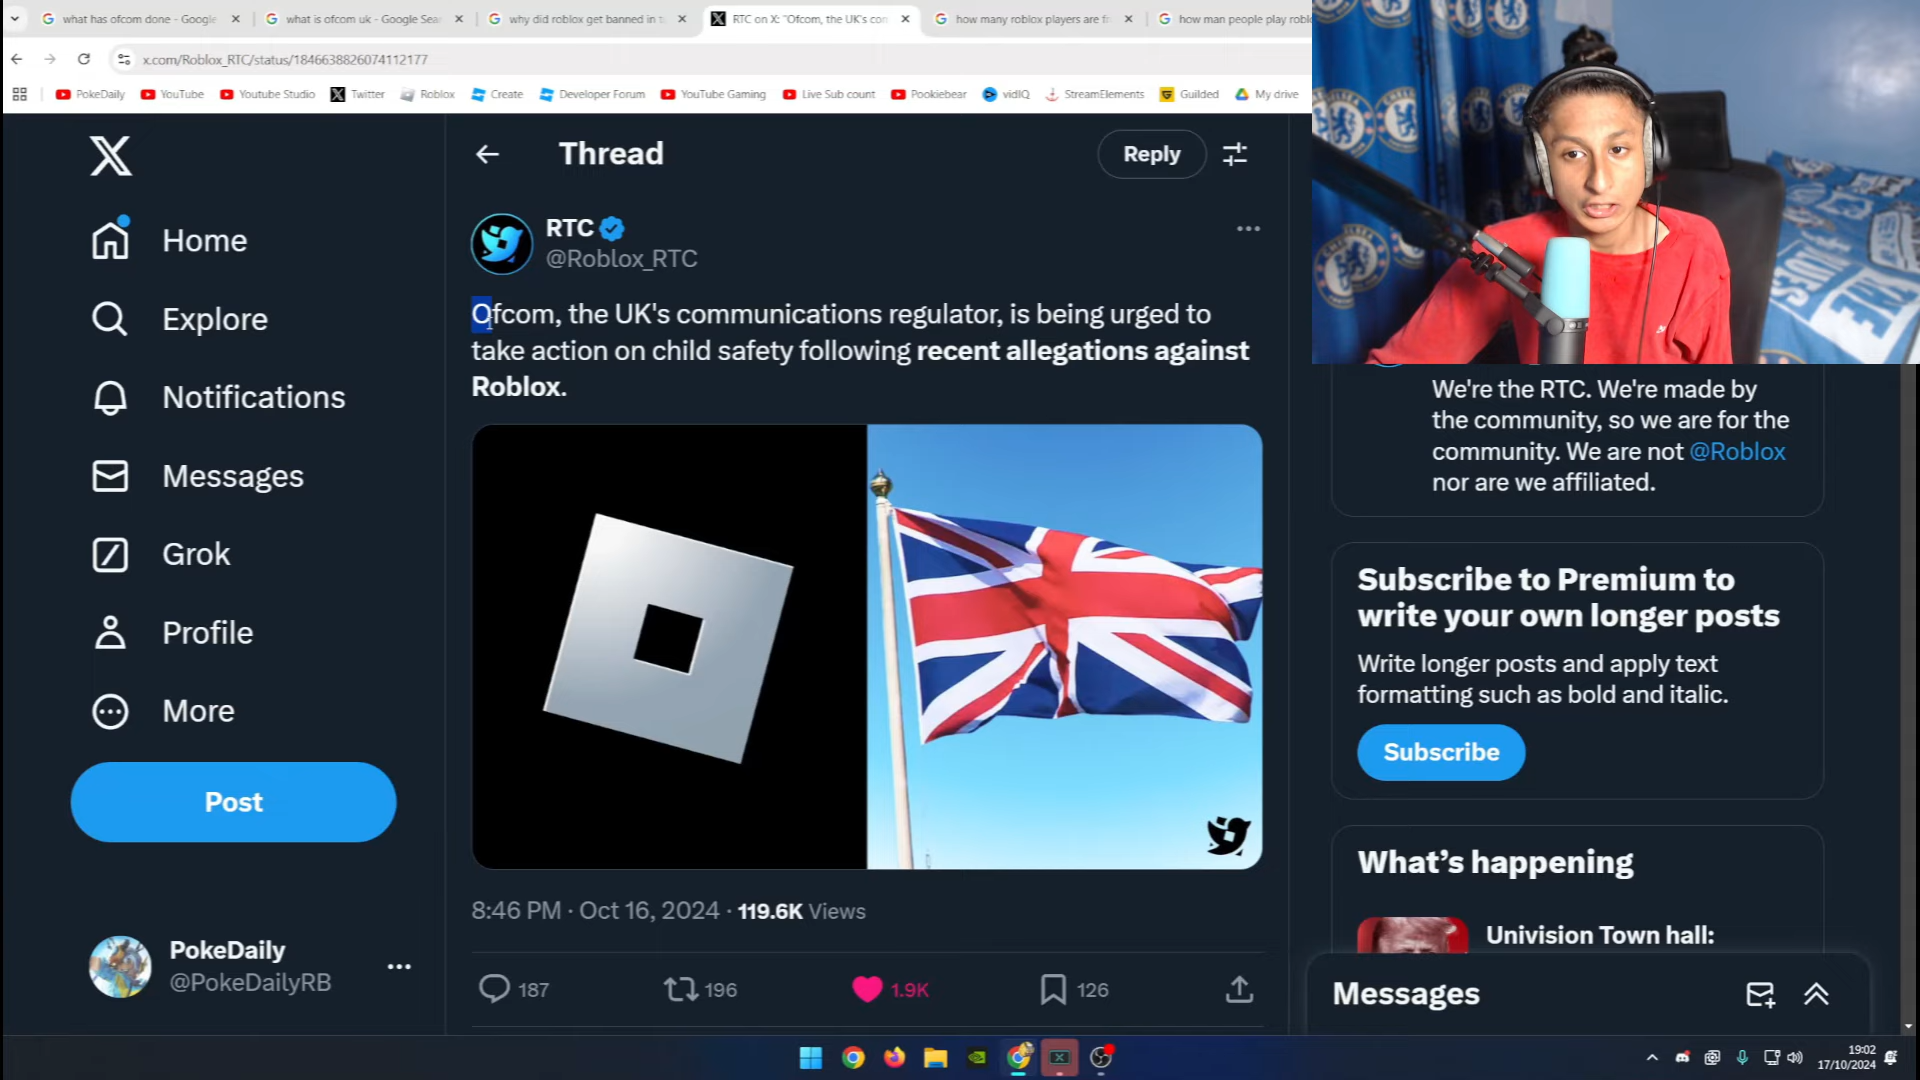 what has ofcom done - Google
what is ofcom uk - Google Sea
why did roblox get banned in t
RTC on X: "Ofcom, the UK's con
how many roblox players are fr
how man people play roblo
x.com/Roblox_RTC/status/1846638826074112177
PokeDaily
YouTube
Youtube Studio
Twitter
Roblox
Create
Developer Forum
YouTube Gaming
Live Sub count
Pookiebear
vidIQ
StreamElements
Guilded
My drive
Thread
Reply
Home
Explore
Notifications
Messages
Grok
Profile
More
Post
PokeDaily
@PokeDailyRB
RTC
@Roblox_RTC
Ofcom, the UK's communications regulator, is being urged to
take action on child safety following recent allegations against
Roblox.
8:46 PM · Oct 16, 2024 · 119.6K Views
187
196
1.9K
126
We're the RTC. We're made by
the community, so we are for the
community. We are not @Roblox
nor are we affiliated.
Subscribe to Premium to
write your own longer posts
Write longer posts and apply text
formatting such as bold and italic.
Subscribe
What's happening
Univision Town hall:
Messages
19:02
17/10/2024